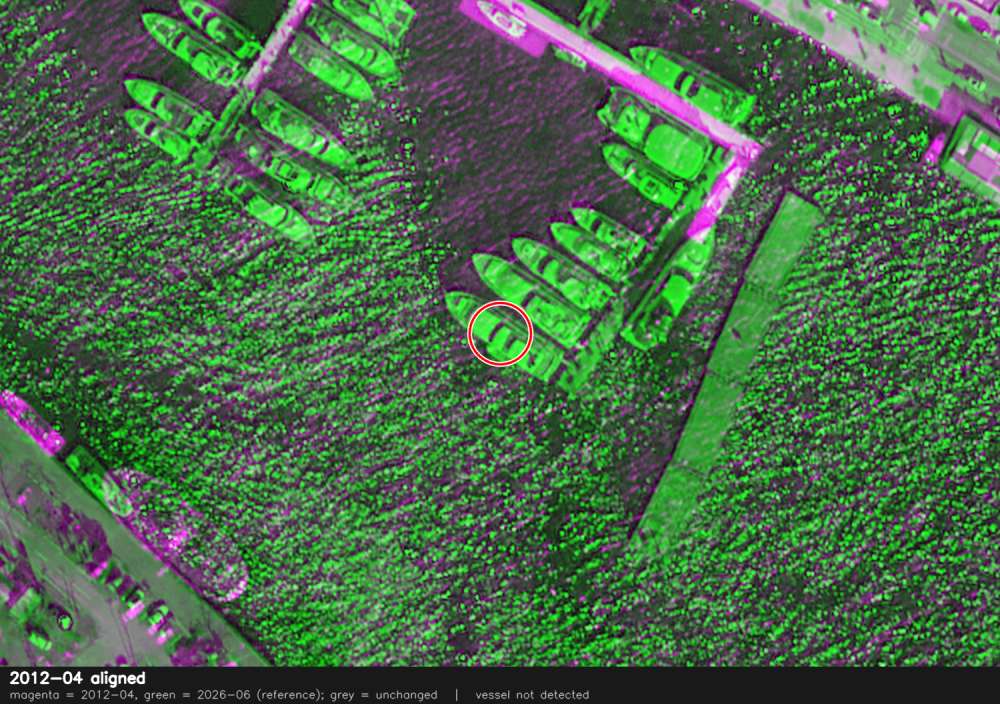 2012-04 aligned
magenta = 2012-04, green = 2026-06 (reference); grey = unchanged | vessel not detected